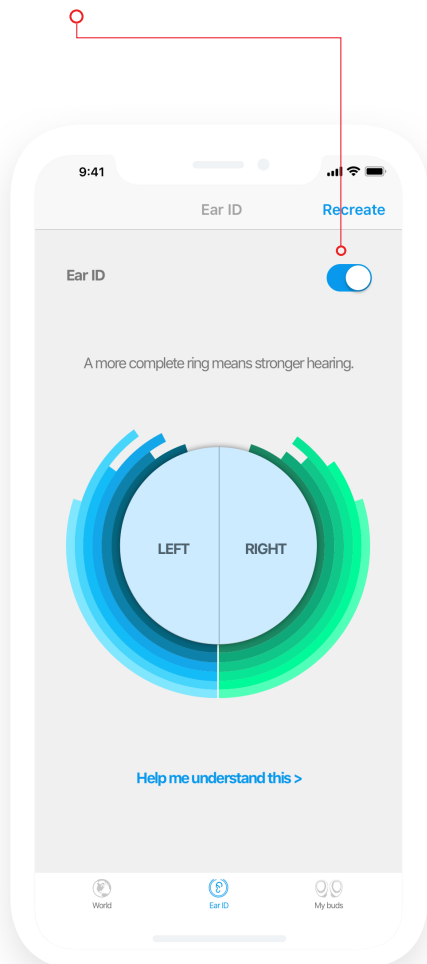 9:41
Ear ID
Recreate
Ear ID
A more complete ring means stronger hearing.
LEFT
RIGHT
Help me understand this >
World
Ear ID
My buds